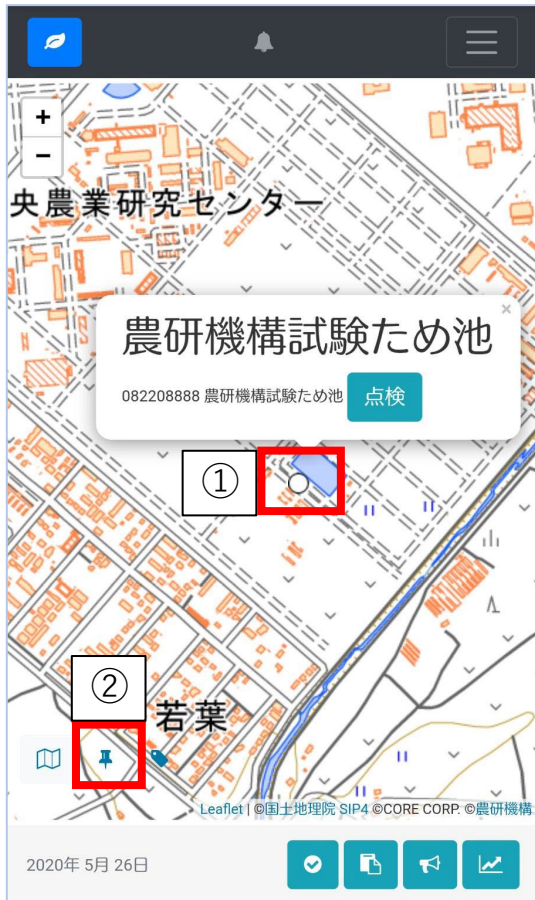 +
−
央農業研究センター
×
農研機構試験ため池
082208888 農研機構試験ため池 点検
①
②
若葉
Leaflet | ©国土地理院 SIP4 ©CORE CORP. ©農研機構
2020年 5月 26日